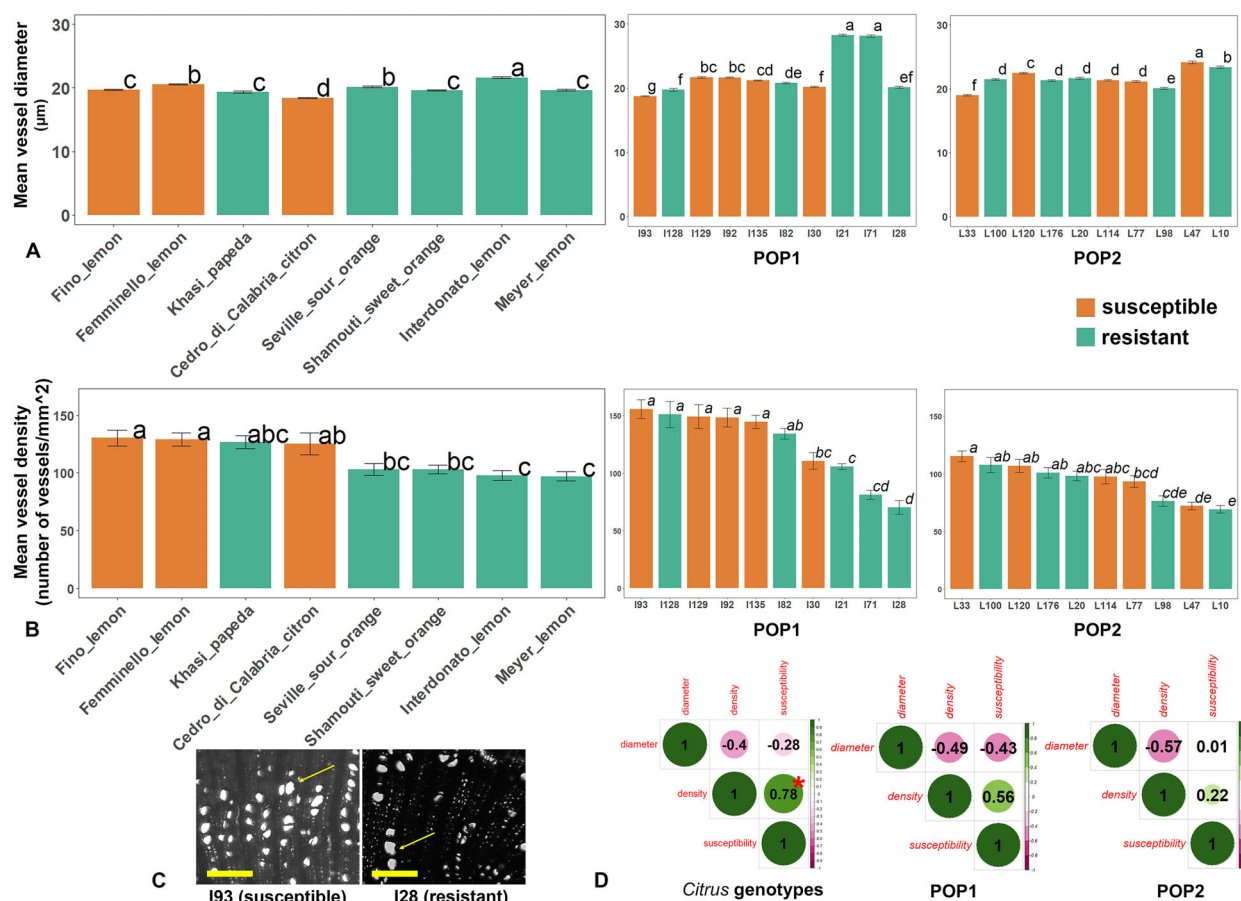 Mean vessel diameter
(µm)
30
20
10
0
c
b
c
d
b
c
a
c
Fino_lemon
Femminello_lemon
Khasi_papeda
Cedro_di_Calabria_citron
Seville_sour_orange
Shamouti_sweet_orange
Interdonato_lemon
Meyer_lemon
A
30
20
10
0
g
f
bc
bc
cd
de
f
a
a
ef
I93 I128 I129 I92 I135 I82 I30 I21 I71 I28
POP1
30
20
10
0
f
d
c
d
d
d
d
e
a
b
L33 L100 L120 L176 L20 L114 L77 L98 L47 L10
POP2
susceptible
resistant
Mean vessel density
(number of vessels/mm^2)
150
100
50
0
a
a
abc
ab
bc
bc
c
c
Fino_lemon
Femminello_lemon
Khasi_papeda
Cedro_di_Calabria_citron
Seville_sour_orange
Shamouti_sweet_orange
Interdonato_lemon
Meyer_lemon
B
150
100
50
0
a
a
a
a
a
ab
bc
c
cd
d
I93 I128 I129 I92 I135 I82 I30 I21 I71 I28
POP1
150
100
50
0
a
ab
ab
ab
abc
abc
bcd
cde
de
e
L33 L100 L120 L176 L20 L114 L77 L98 L47 L10
POP2
C
I93 (susceptible)
I28 (resistant)
D
diameter
density
susceptibility
diameter 1 -0.4 -0.28
density 1 0.78 *
susceptibility 1
Citrus genotypes
diameter
density
susceptibility
diameter 1 -0.49 -0.43
density 1 0.56
susceptibility 1
POP1
diameter
density
susceptibility
diameter 1 -0.57 0.01
density 1 0.22
susceptibility 1
POP2